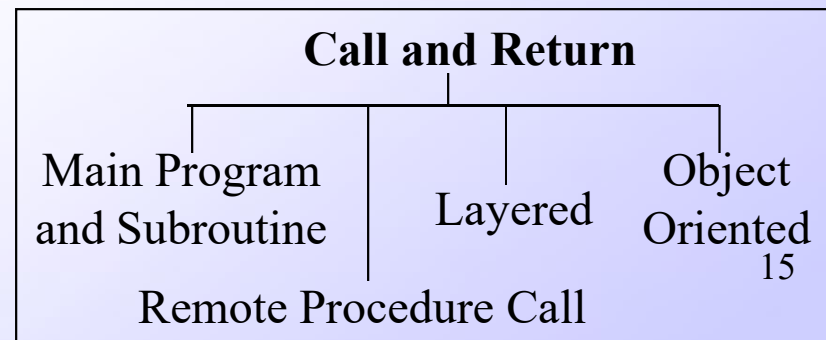 Call and Return
Main Program
and Subroutine
Remote Procedure Call
Layered
Object
Oriented
15